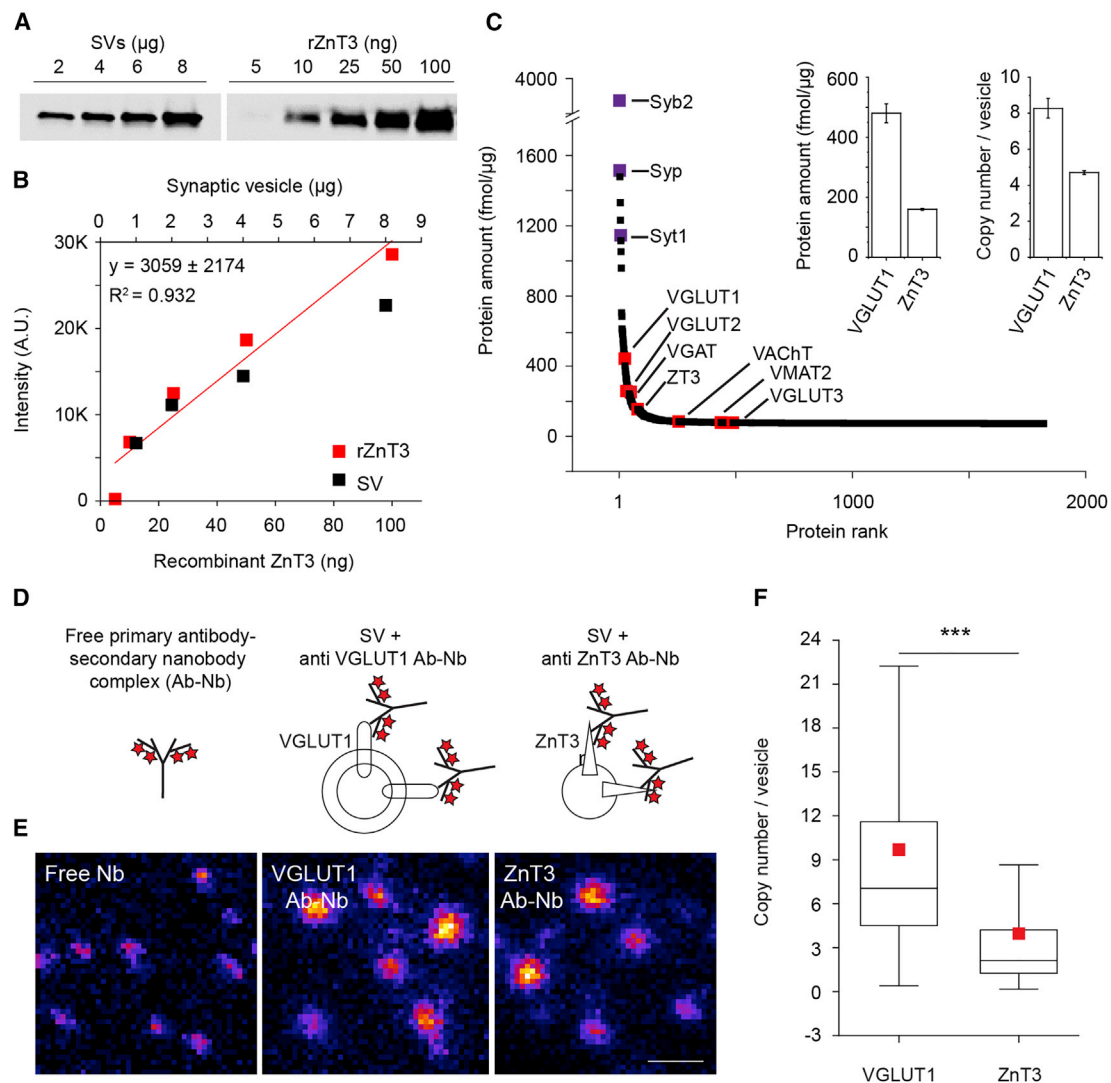 A
SVs (µg)
rZnT3 (ng)
2 4 6 8
5 10 25 50 100
B
Synaptic vesicle (µg)
0 1 2 3 4 5 6 7 8 9
30K
20K
10K
0
Intensity (A.U.)
y = 3059 ± 2174
R² = 0.932
rZnT3
SV
0 20 40 60 80 100
Recombinant ZnT3 (ng)
C
4000
1600
1200
800
400
0
Protein amount (fmol/µg)
Syb2
Syp
Syt1
VGLUT1
VGLUT2
VGAT
ZT3
VAChT
VMAT2
VGLUT3
1 1000 2000
Protein rank
600
400
200
0
Protein amount (fmol/µg)
VGLUT1
ZnT3
10
8
6
4
2
0
Copy number / vesicle
VGLUT1
ZnT3
D
Free primary antibody-
secondary nanobody
complex (Ab-Nb)
SV +
anti VGLUT1 Ab-Nb
VGLUT1
SV +
anti ZnT3 Ab-Nb
ZnT3
E
Free Nb
VGLUT1
Ab-Nb
ZnT3
Ab-Nb
F
24
21
18
15
12
9
6
3
0
-3
Copy number / vesicle
***
VGLUT1
ZnT3